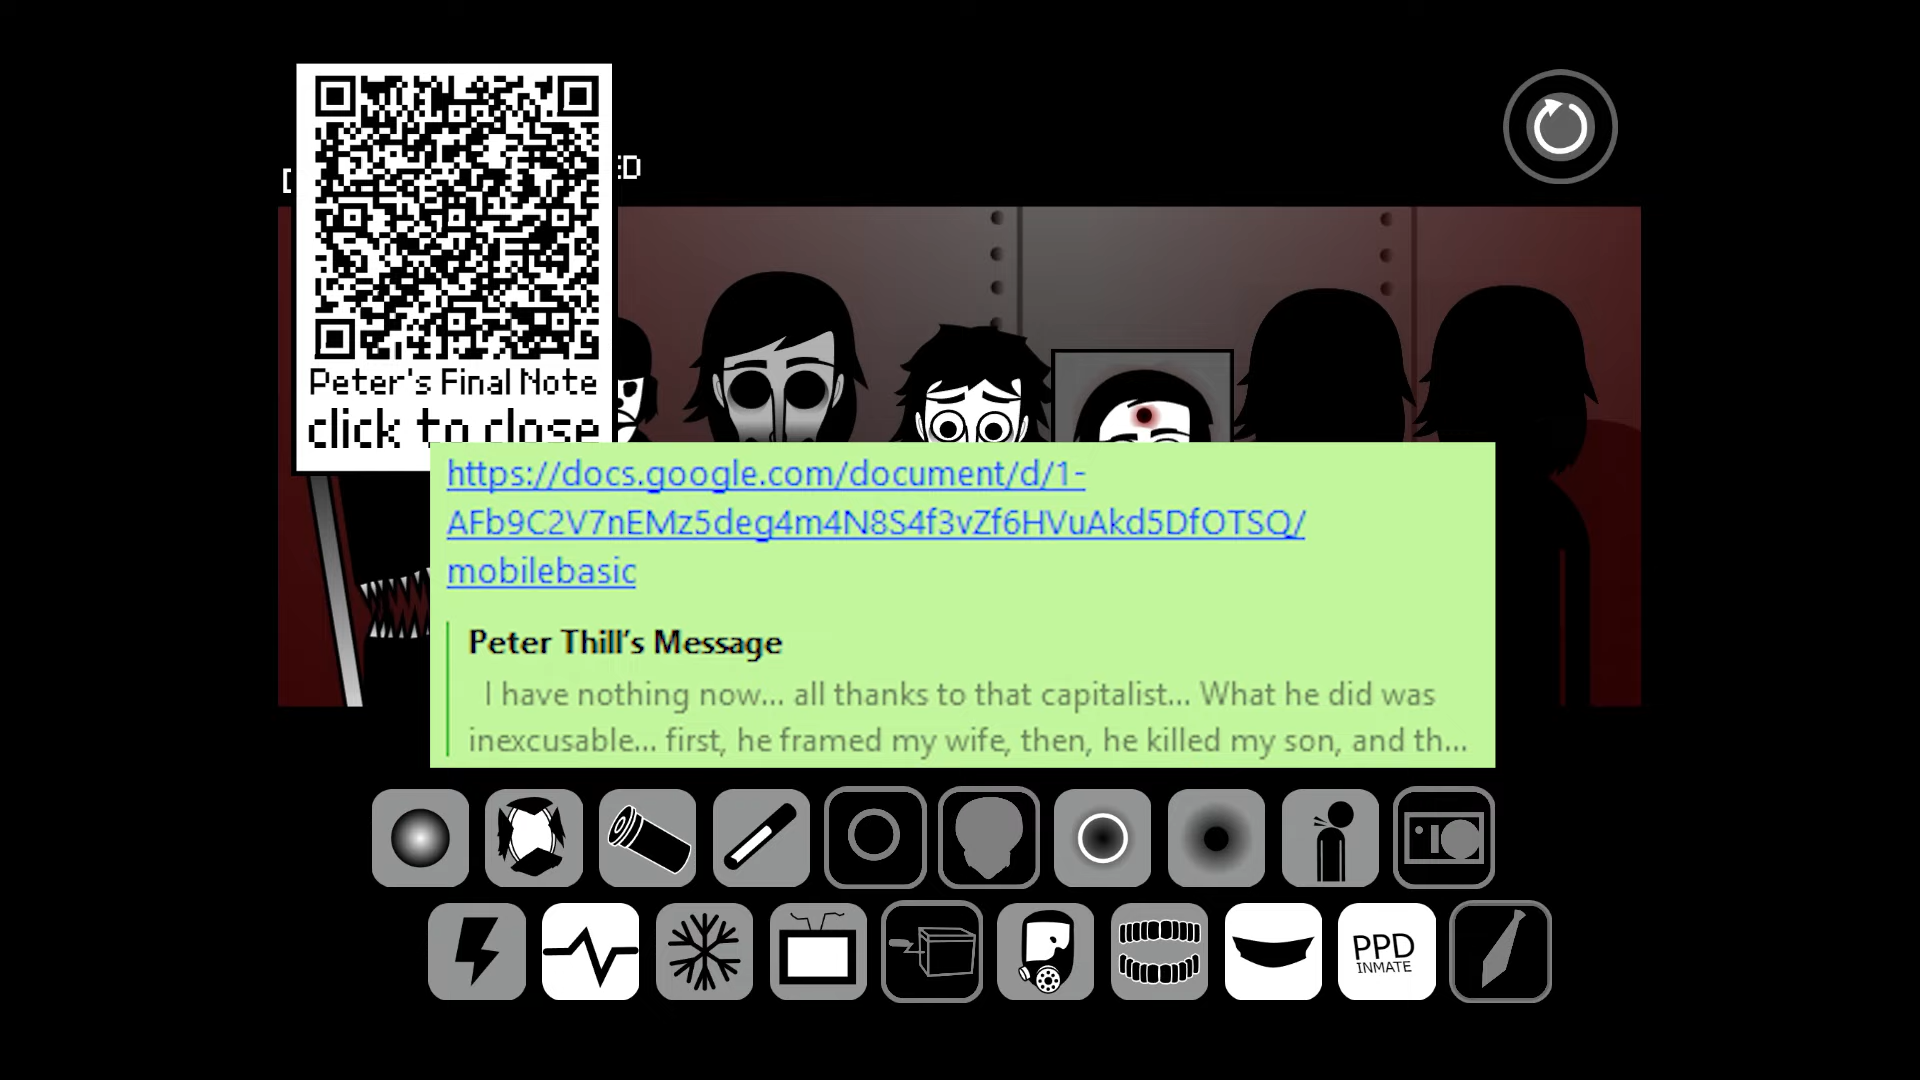 ED
Peter's Final Note
click to close
https://docs.google.com/document/d/1-
AFb9C2V7nEMz5deg4m4N8S4f3vZf6HVuAkd5DfOTSQ/
mobilebasic
Peter Thill’s Message
I have nothing now... all thanks to that capitalist... What he did was
inexcusable... first, he framed my wife, then, he killed my son, and th...
PPD
INMATE